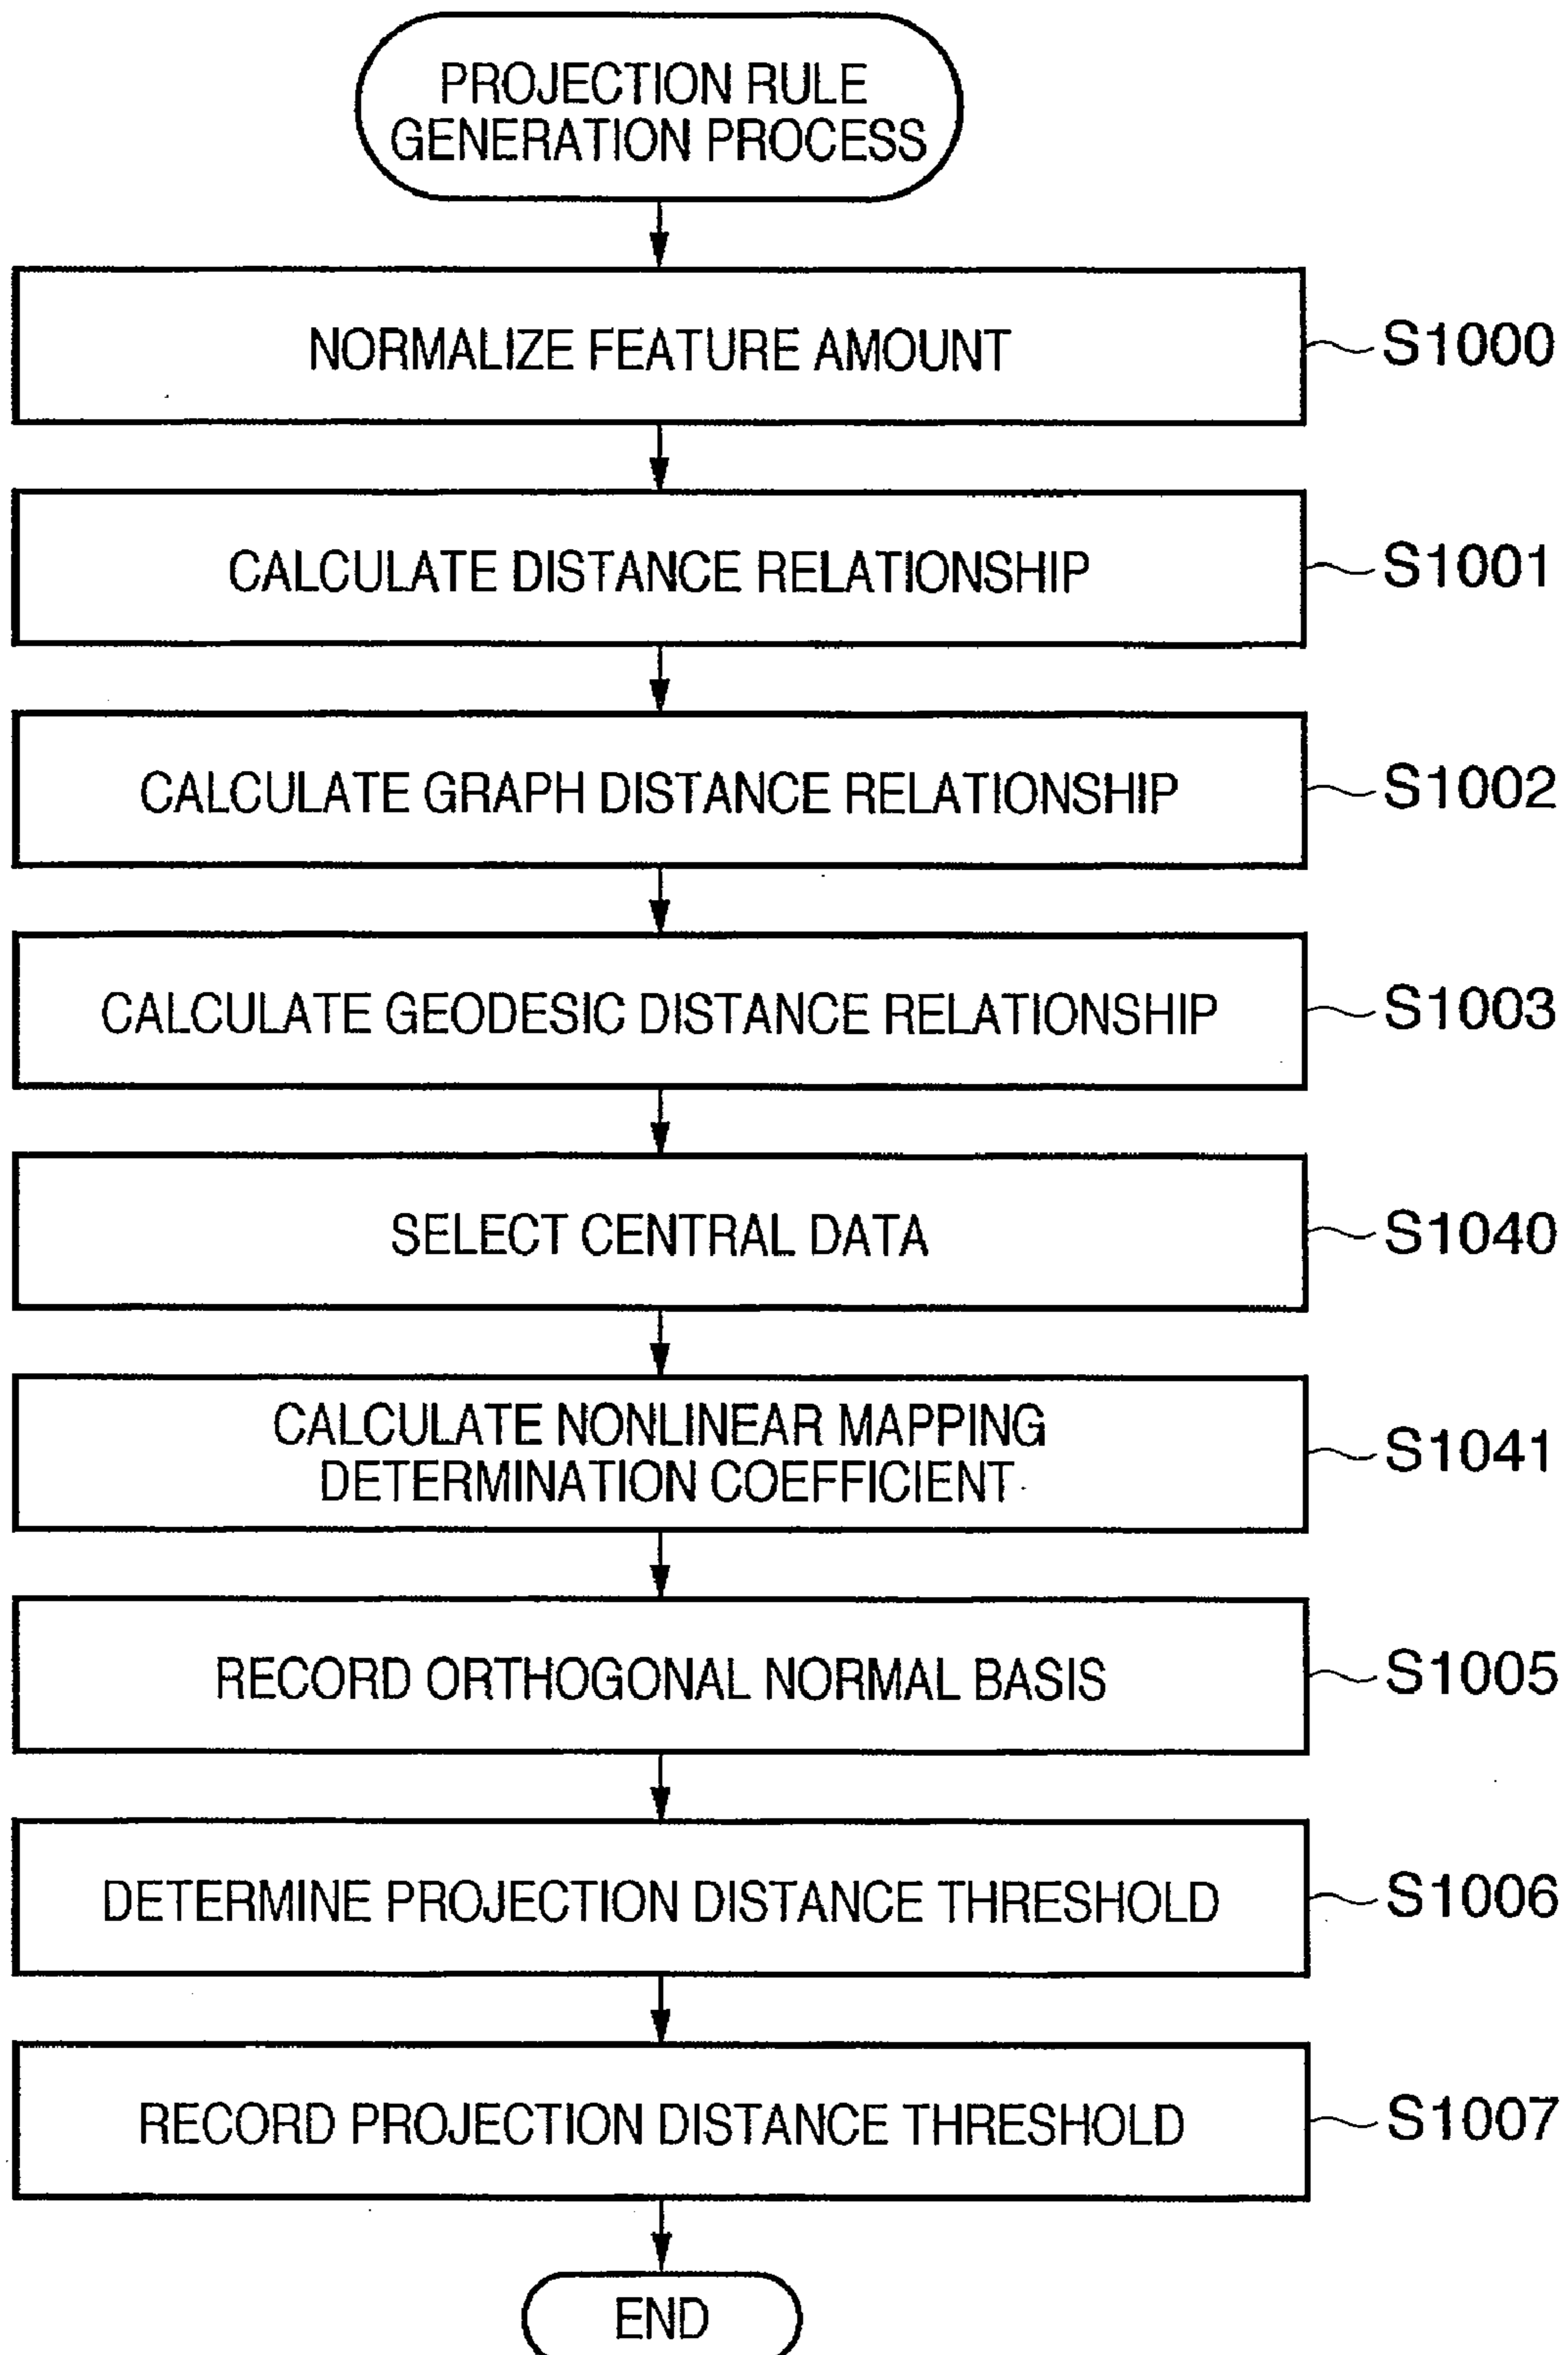 PROJECTION RULE
GENERATION PROCESS
NORMALIZE FEATURE AMOUNT
S1000
CALCULATE DISTANCE RELATIONSHIP
S1001
CALCULATE GRAPH DISTANCE RELATIONSHIP
S1002
CALCULATE GEODESIC DISTANCE RELATIONSHIP
S1003
SELECT CENTRAL DATA
S1040
CALCULATE NONLINEAR MAPPING
DETERMINATION COEFFICIENT
S1041
RECORD ORTHOGONAL NORMAL BASIS
S1005
DETERMINE PROJECTION DISTANCE THRESHOLD
S1006
RECORD PROJECTION DISTANCE THRESHOLD
S1007
END